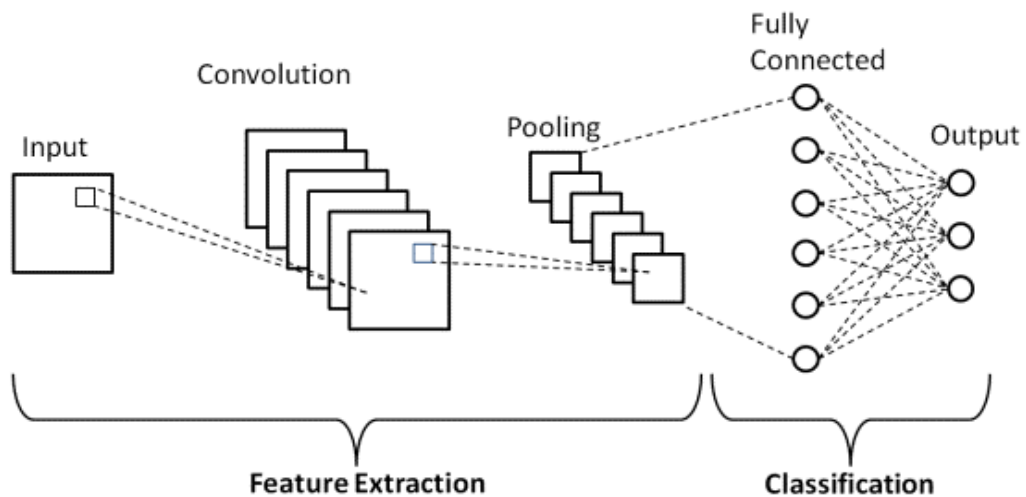 Fully
Connected
Convolution
Pooling
Input
Output
Feature Extraction
Classification